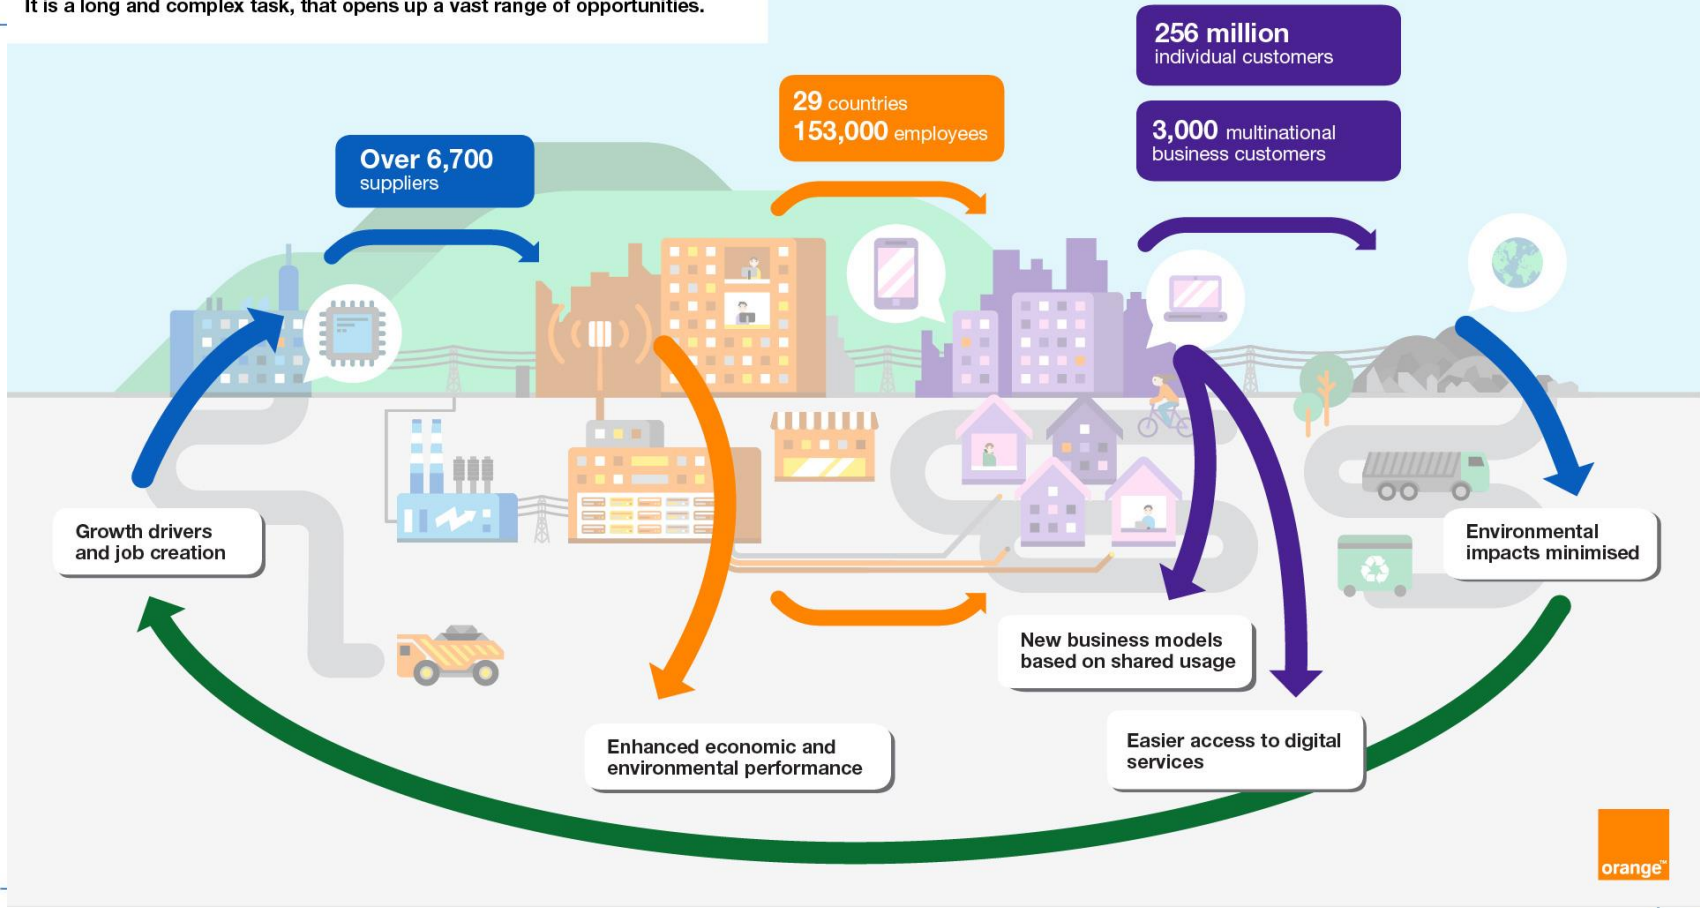 It is a long and complex task, that opens up a vast range of opportunities.
256 million
individual customers
29 countries
153,000 employees
3,000 multinational
business customers
Over 6,700
suppliers
Growth drivers
and job creation
Environmental
impacts minimised
New business models
based on shared usage
Enhanced economic and
environmental performance
Easier access to digital
services
orange™